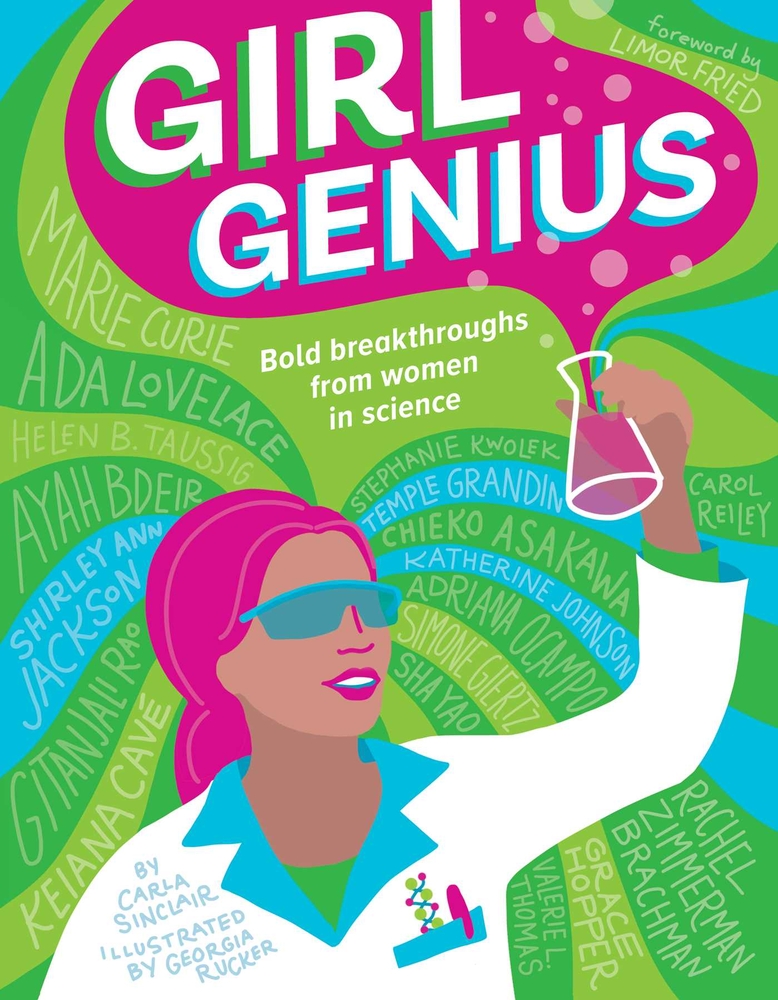 foreword by
LIMOR FRIED
GIRL
GENIUS
Bold breakthroughs
from women
in science
MARIE CURIE
ADA LOVELACE
HELEN B. TAUSSIG
AYAH BDEIR
SHIRLEY ANN
JACKSON
GITANJALI RAO
KEIANA CAVÉ
STEPHANIE KWOLEK
TEMPLE GRANDIN
CHIEKO ASAKAWA
KATHERINE JOHNSON
ADRIANA OCAMPO
SIMONE GIERTZ
SHA YAO
CAROL
REILEY
RACHEL
ZIMMERMAN
BRACHMAN
GRACE
HOPPER
VALERIE L.
THOMAS
BY
CARLA
SINCLAIR
ILLUSTRATED
BY GEORGIA
RUCKER